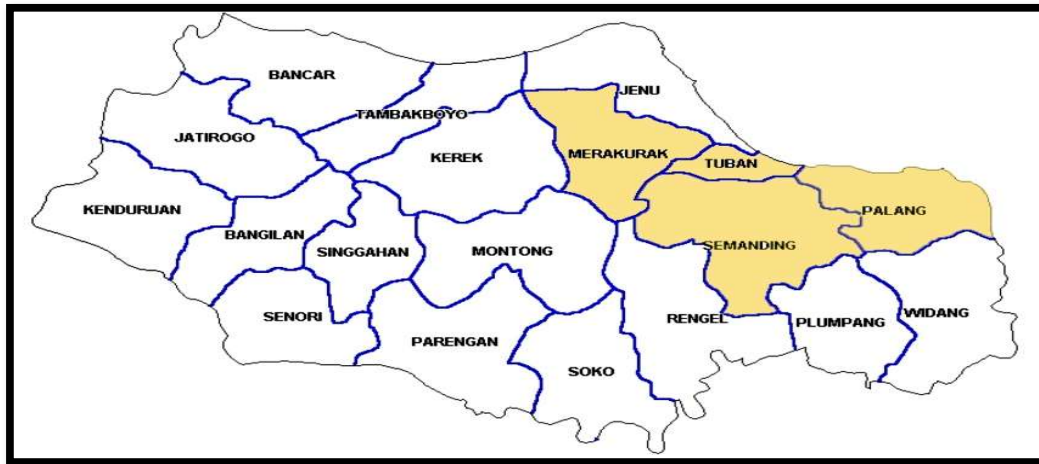 BANCAR
JENU
TAMBAKBOYO
JATIROGO
KEREK
MERAKURAK
TUBAN
KENDURUAN
PALANG
BANGILAN
SINGGAHAN
MONTONG
SEMANDING
SENORI
RENGEL
PLUMPANG
WIDANG
PARENGAN
SOKO